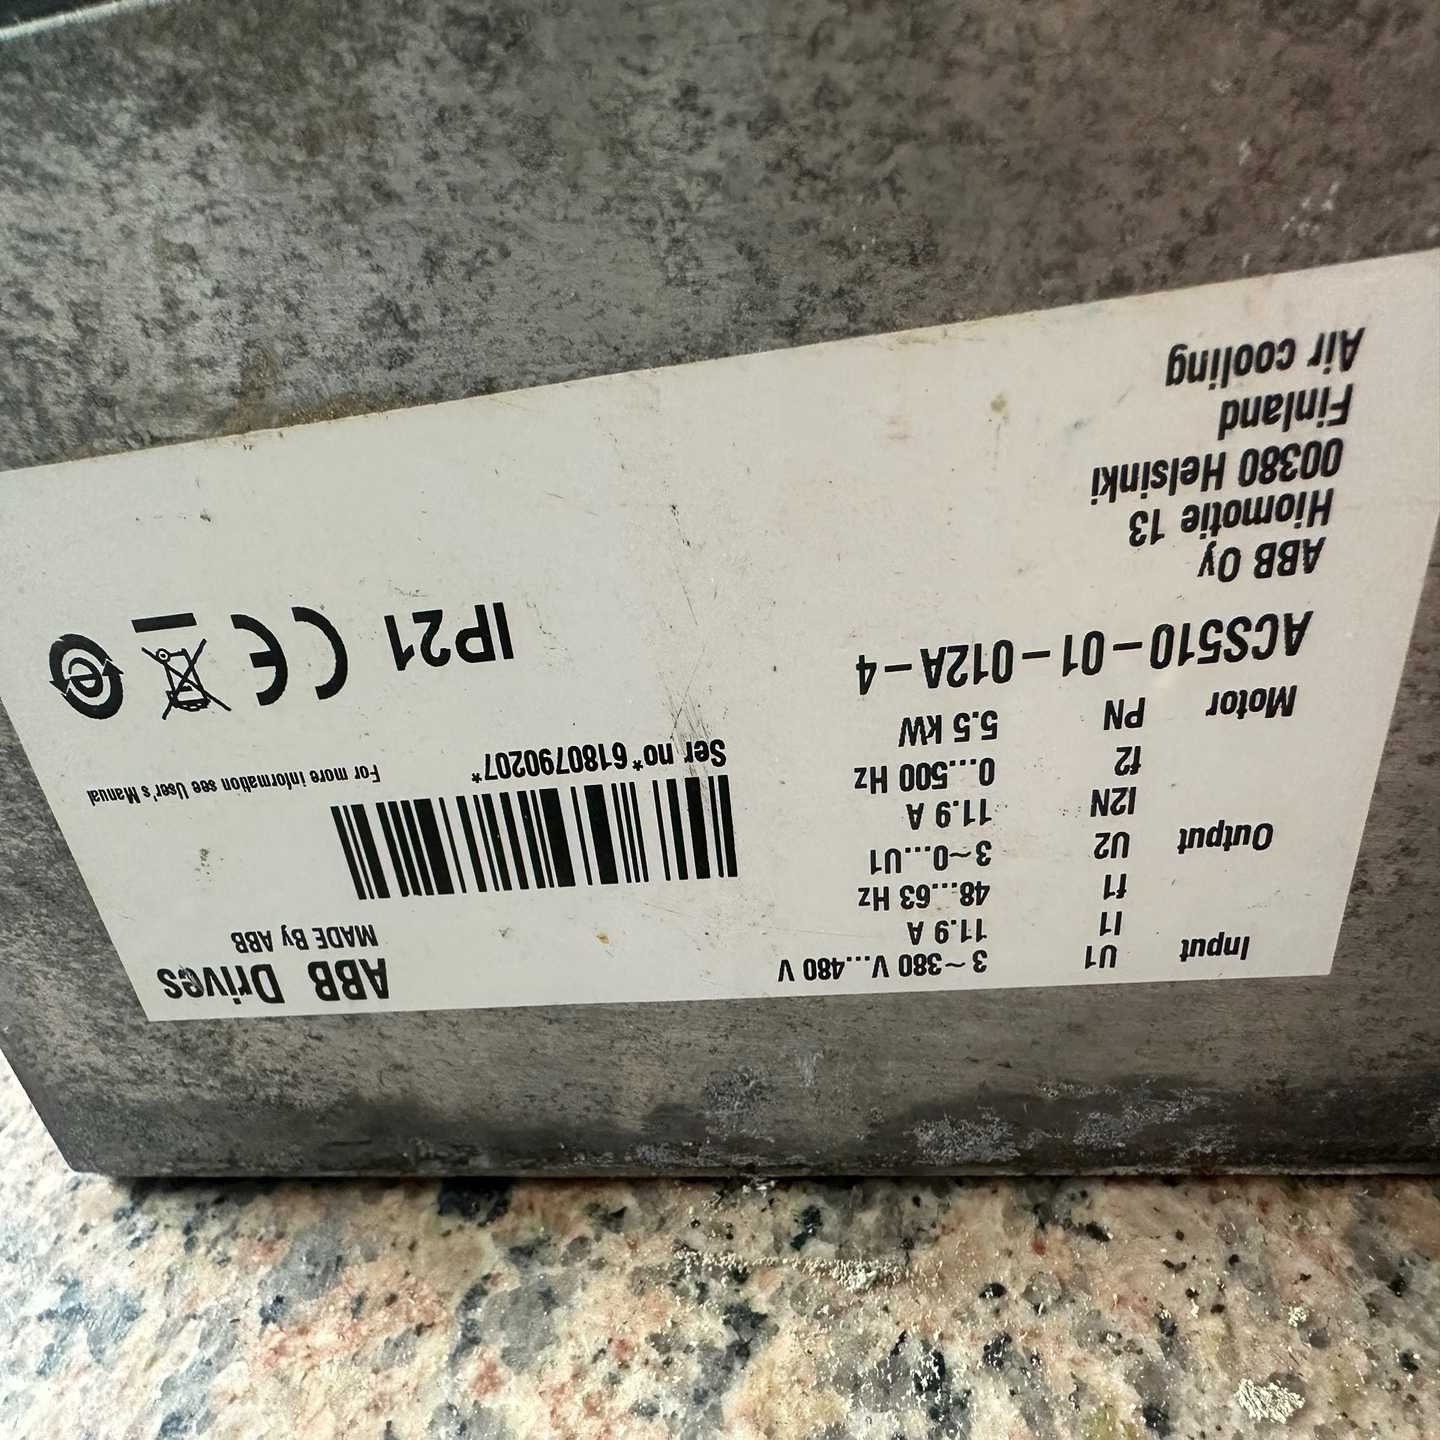 Air cooling
Finland
00380 Helsinki
Hiomotie 13
ABB Oy
ACS510-01-012A-4
IP21
CE
Motor PN 5.5 kW
f2 0...500 Hz
I2N 11.9 A
Output U2 3~0...U1
f1 48...63 Hz
I1 11.9 A
Input U1 3~380 V...480 V
Ser no*6180790207*
For more information see User's Manual
MADE By ABB
ABB Drives